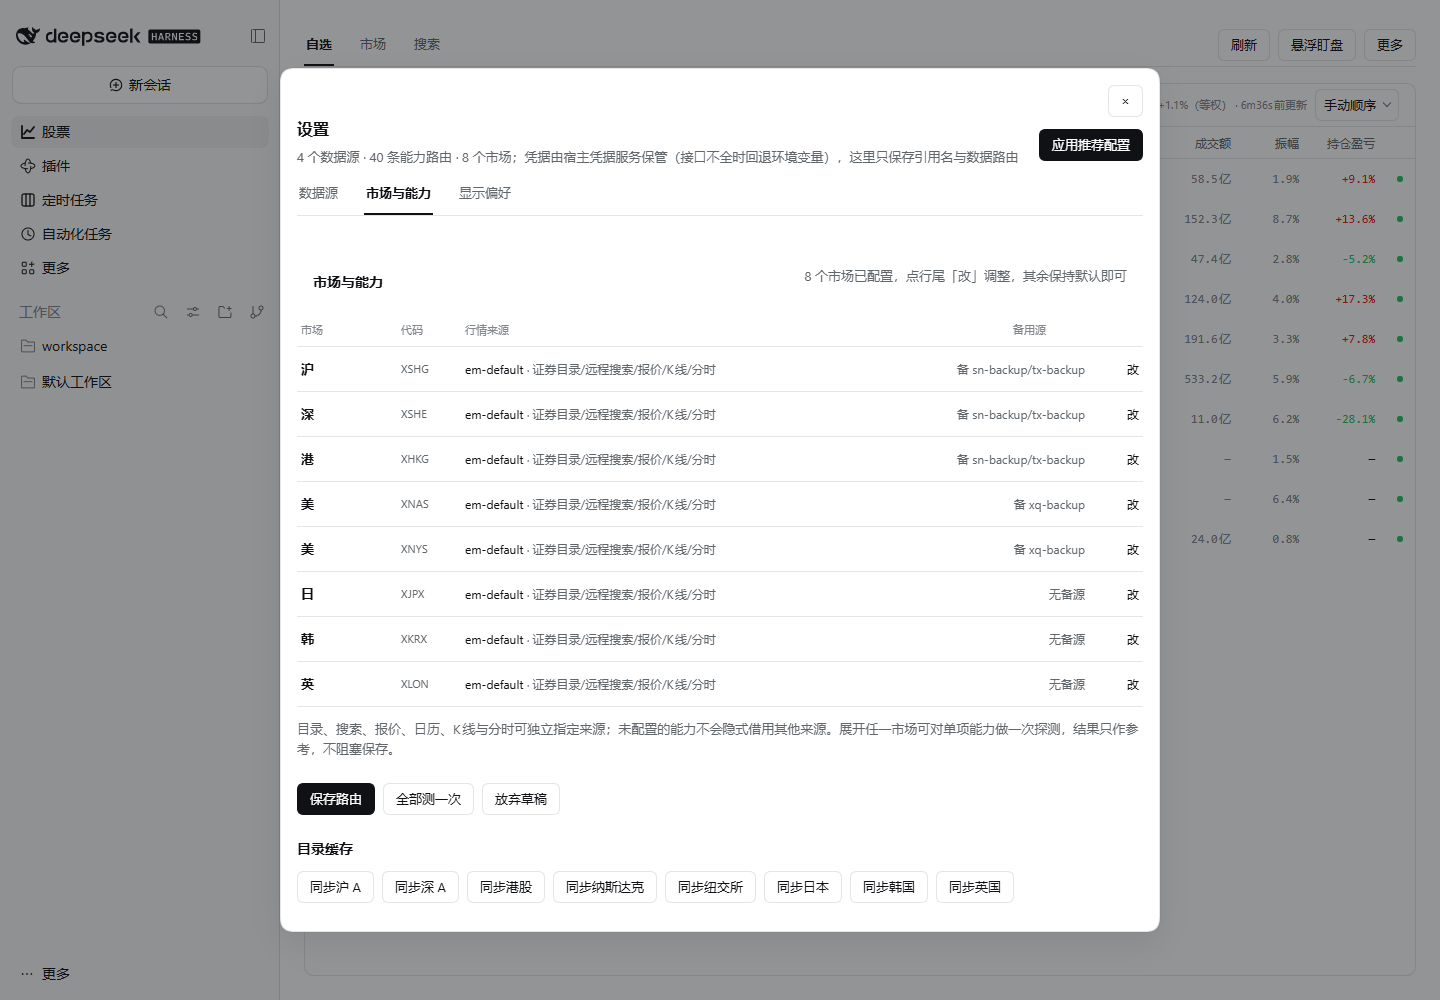 deepseek HARNESS
新会话
股票
插件
定时任务
自动化任务
更多
工作区
workspace
默认工作区
更多
自选 市场 搜索
刷新 悬浮盯盘 更多
+1.1%（等权） · 6m36s前更新 手动顺序
成交额 振幅 持仓盈亏
58.5亿 1.9% +9.1%
152.3亿 8.7% +13.6%
47.4亿 2.8% -5.2%
124.0亿 4.0% +17.3%
191.6亿 3.3% +7.8%
533.2亿 5.9% -6.7%
11.0亿 6.2% -28.1%
— 1.5% —
— 6.4% —
24.0亿 0.8% —
×
设置
4 个数据源 · 40 条能力路由 · 8 个市场；凭据由宿主凭据服务保管（接口不全时回退环境变量），这里只保存引用名与数据路由
应用推荐配置
数据源 市场与能力 显示偏好
市场与能力
8 个市场已配置，点行尾「改」调整，其余保持默认即可
市场 代码 行情来源 备用源
沪 XSHG em-default · 证券目录/远程搜索/报价/K线/分时 备 sn-backup/tx-backup 改
深 XSHE em-default · 证券目录/远程搜索/报价/K线/分时 备 sn-backup/tx-backup 改
港 XHKG em-default · 证券目录/远程搜索/报价/K线/分时 备 sn-backup/tx-backup 改
美 XNAS em-default · 证券目录/远程搜索/报价/K线/分时 备 xq-backup 改
美 XNYS em-default · 证券目录/远程搜索/报价/K线/分时 备 xq-backup 改
日 XJPX em-default · 证券目录/远程搜索/报价/K线/分时 无备源 改
韩 XKRX em-default · 证券目录/远程搜索/报价/K线/分时 无备源 改
英 XLON em-default · 证券目录/远程搜索/报价/K线/分时 无备源 改
目录、搜索、报价、日历、K线与分时可独立指定来源；未配置的能力不会隐式借用其他来源。展开任一市场可对单项能力做一次探测，结果只作参
考，不阻塞保存。
保存路由 全部测一次 放弃草稿
目录缓存
同步沪 A 同步深 A 同步港股 同步纳斯达克 同步纽交所 同步日本 同步韩国 同步英国